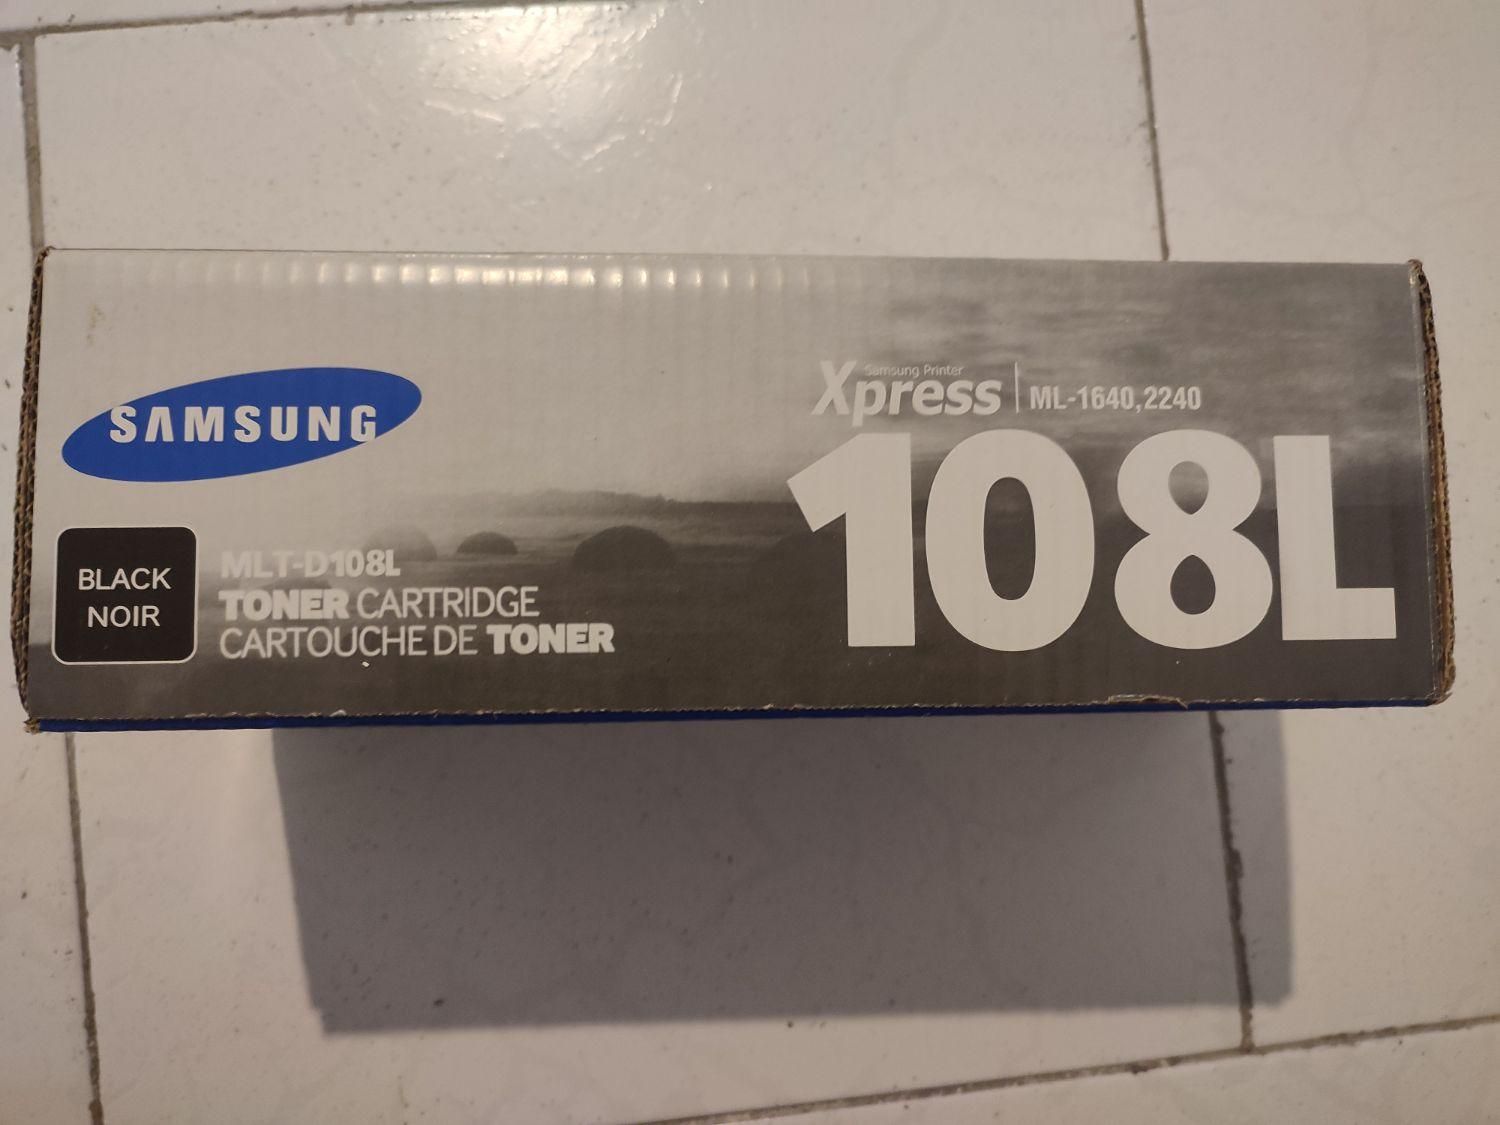 SAMSUNG
Samsung Printer
Xpress
ML-1640,2240
108L
BLACK
NOIR
MLT-D108L
TONER CARTRIDGE
CARTOUCHE DE TONER